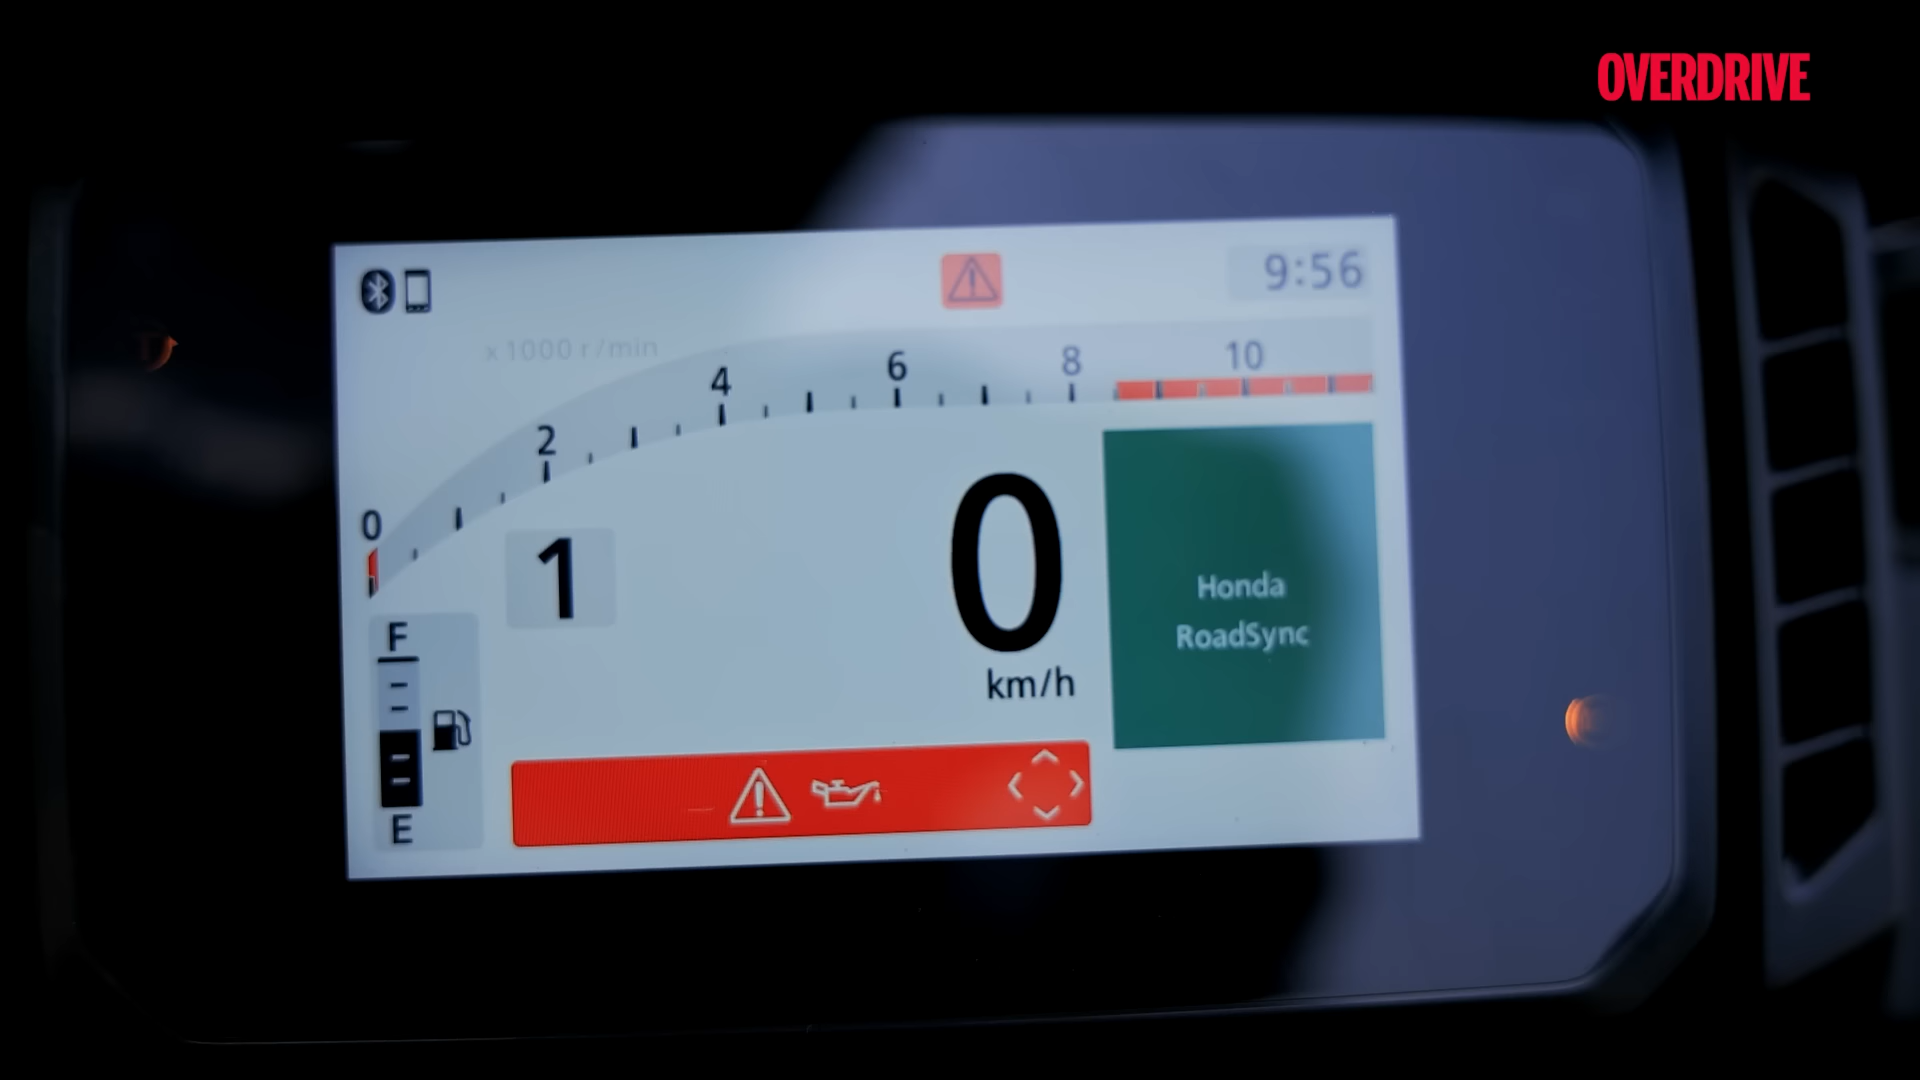 OVERDRIVE
9:56
x 1000 r/min
0 2 4 6 8 10
1
0
km/h
Honda
RoadSync
F
E